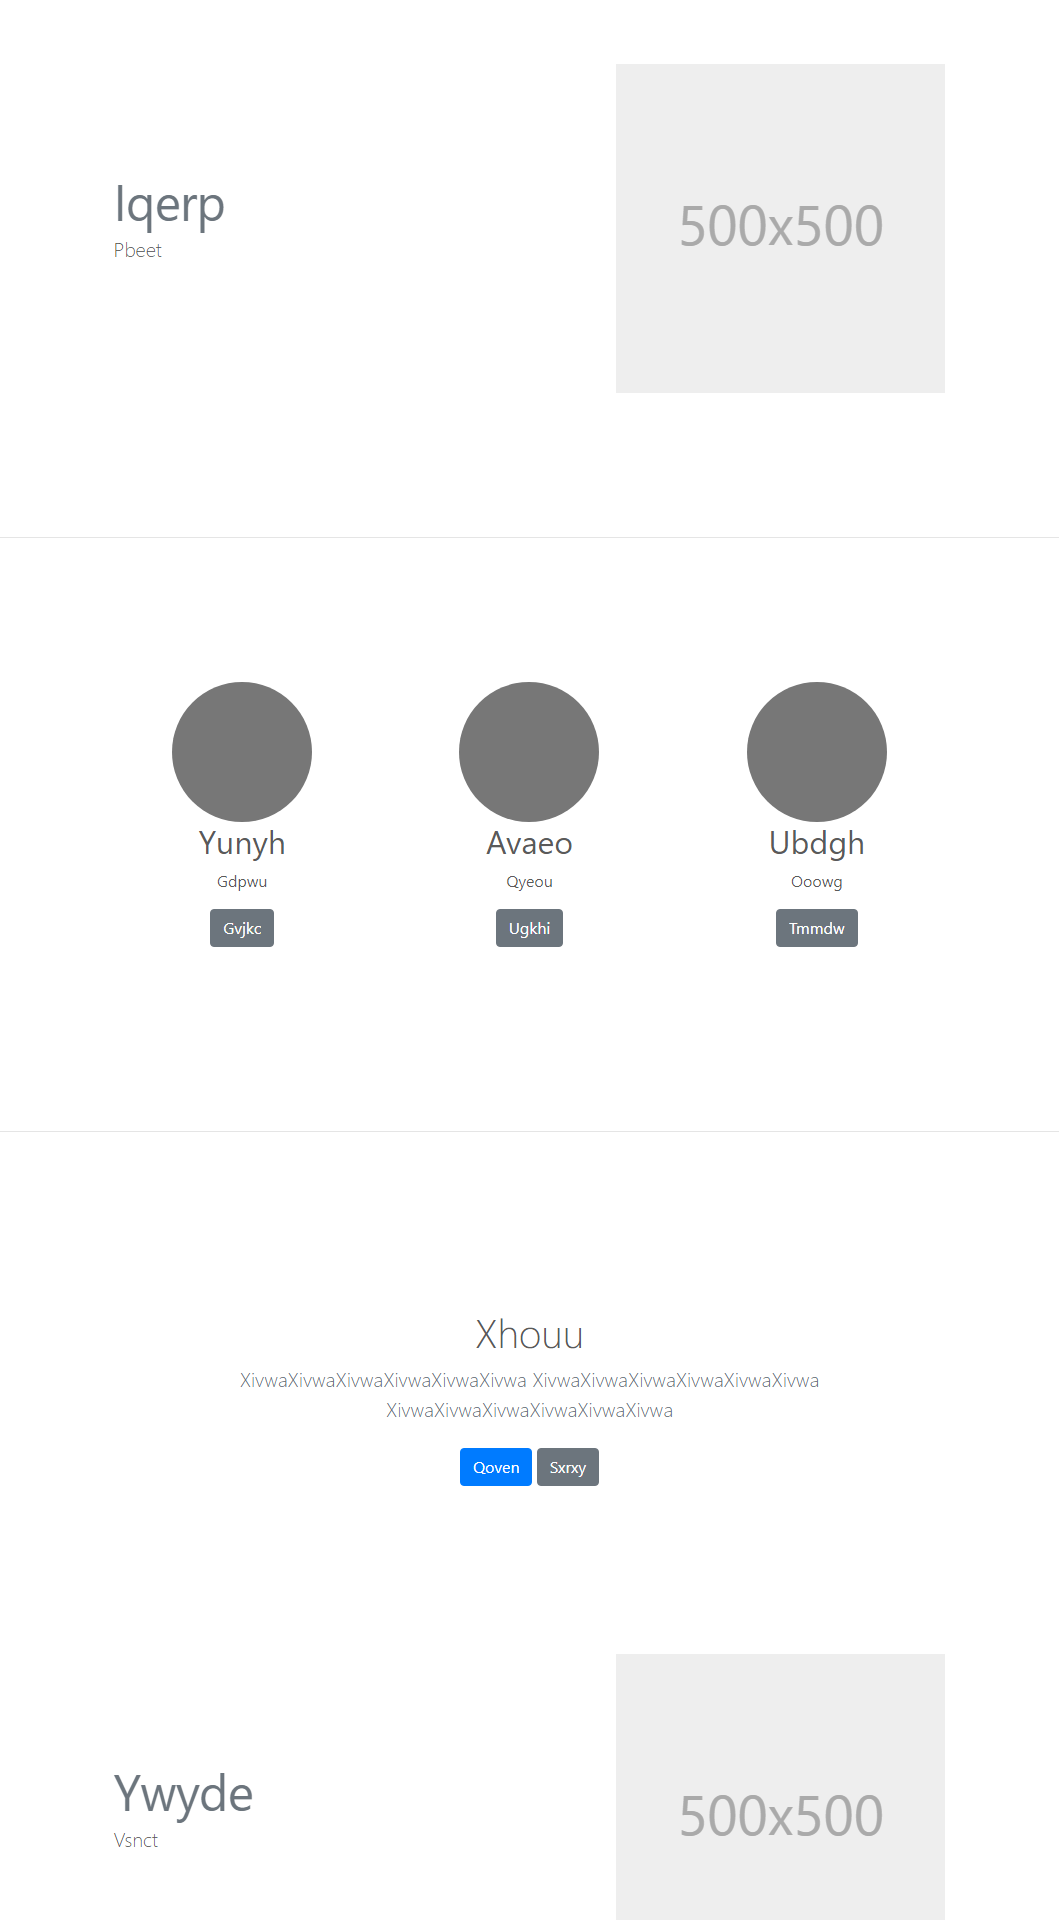 Iqerp
Pbeet
500x500
Yunyh
Gdpwu
Gvjkc
Avaeo
Qyeou
Ugkhi
Ubdgh
Ooowg
Tmmdw
Xhouu
XivwaXivwaXivwaXivwaXivwaXivwa XivwaXivwaXivwaXivwaXivwaXivwa
XivwaXivwaXivwaXivwaXivwaXivwa
Qoven Sxrxy
Ywyde
Vsnct
500x500